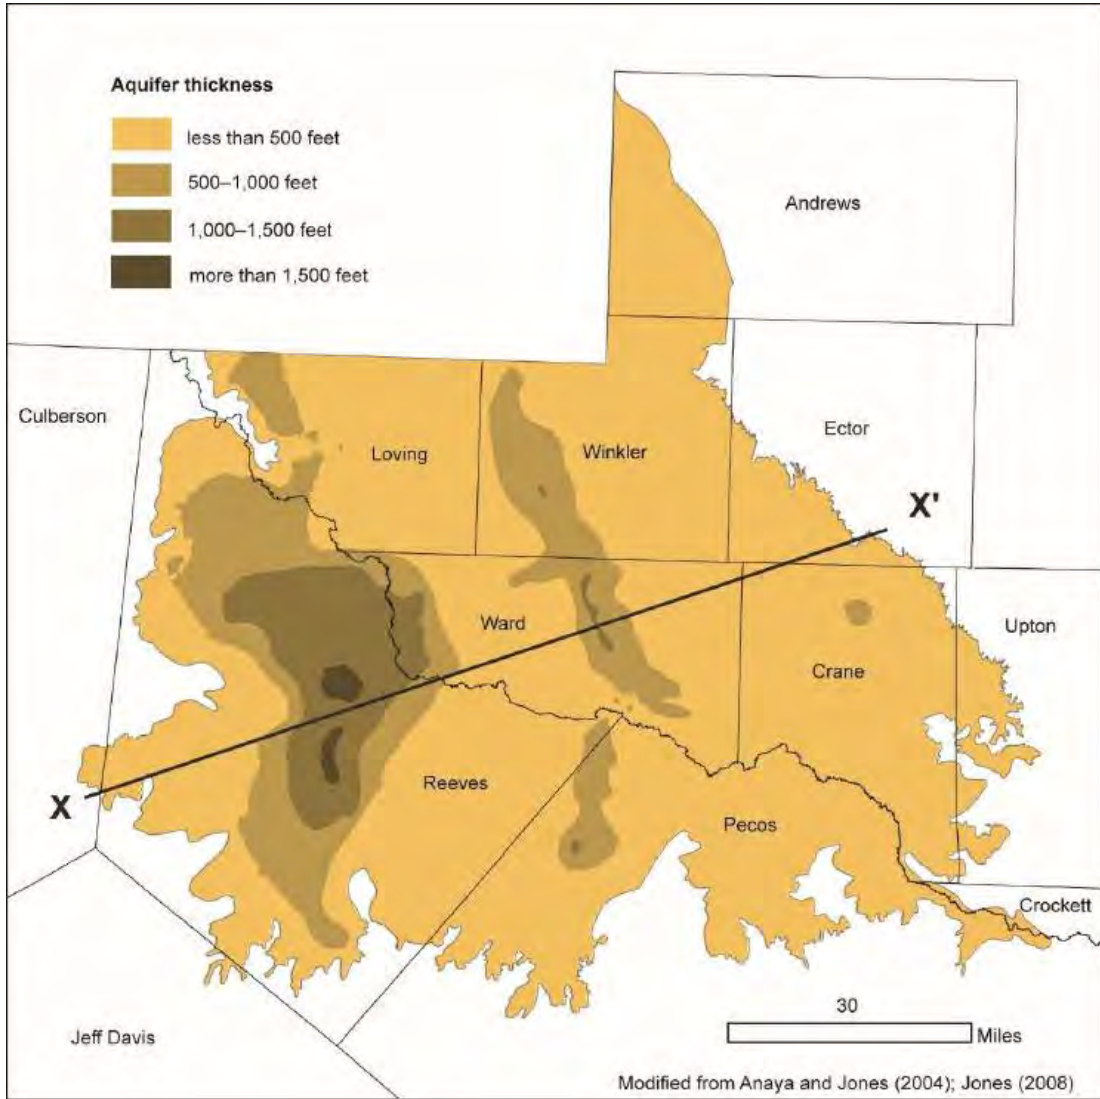 Aquifer thickness
less than 500 feet
500–1,000 feet
1,000–1,500 feet
more than 1,500 feet
Andrews
Culberson
Loving
Winkler
Ector
X'
Ward
Upton
Crane
X
Reeves
Pecos
Crockett
30
Miles
Jeff Davis
Modified from Anaya and Jones (2004); Jones (2008)